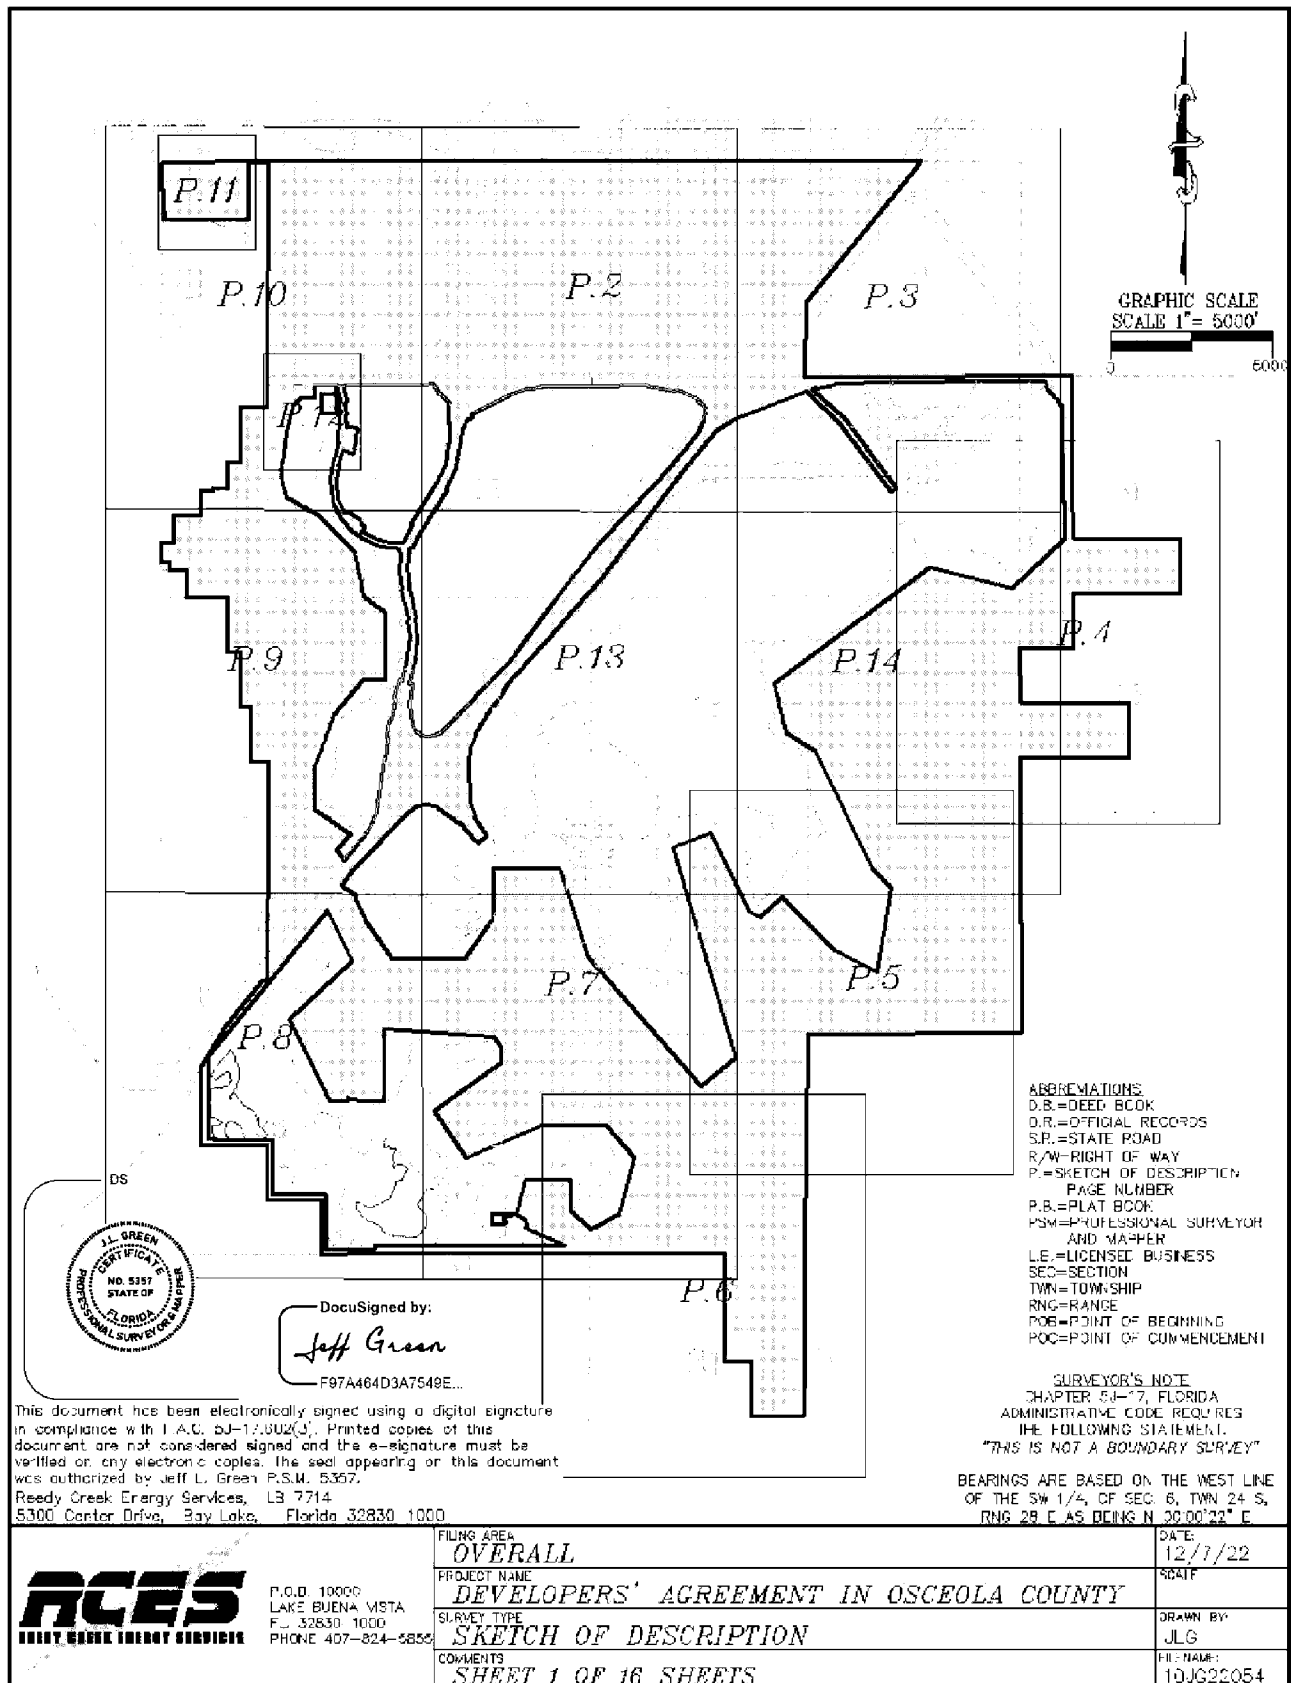 P.11
P.10
P.2
P.3
GRAPHIC SCALE
SCALE 1"= 5000'
0
5000
P.12
P.9
P.13
P.14
P.4
P.7
P.5
P.8
P.6
ABBREVIATIONS
D.B.=DEED BOOK
O.R.=OFFICIAL RECORDS
S.R.=STATE ROAD
R/W=RIGHT OF WAY
P.=SKETCH OF DESCRIPTION
PAGE NUMBER
P.B.=PLAT BOOK
PSM=PROFESSIONAL SURVEYOR
AND MAPPER
L.B.=LICENSED BUSINESS
SEC=SECTION
TWN=TOWNSHIP
RNG=RANGE
POB=POINT OF BEGINNING
POC=POINT OF COMMENCEMENT
SURVEYOR'S NOTE
CHAPTER 5J-17, FLORIDA
ADMINISTRATIVE CODE REQUIRES
THE FOLLOWING STATEMENT.
"THIS IS NOT A BOUNDARY SURVEY"
BEARINGS ARE BASED ON THE WEST LINE
OF THE SW 1/4, OF SEC. 6, TWN 24 S,
RNG 28 E AS BEING N 00°00'22" E
DS
J.L. GREEN
CERTIFICATE
NO. 5357
STATE OF
FLORIDA
PROFESSIONAL SURVEYOR & MAPPER
DocuSigned by:
Jeff Green
F97A464D3A7549E...
This document has been electronically signed using a digital signature
in compliance with F.A.C. 5J-17.602(3). Printed copies of this
document are not considered signed and the e-signature must be
verified on any electronic copies. The seal appearing on this document
was authorized by Jeff L. Green P.S.M. 5357.
Reedy Creek Energy Services, LB 7714
5300 Center Drive, Bay Lake, Florida 32830 1000
RCES
REEDY CREEK ENERGY SERVICES
P.O.B. 10000
LAKE BUENA VISTA
FL 32830 1000
PHONE 407-824-5855
FILING AREA
OVERALL
PROJECT NAME
DEVELOPERS' AGREEMENT IN OSCEOLA COUNTY
SURVEY TYPE
SKETCH OF DESCRIPTION
COMMENTS
SHEET 1 OF 16 SHEETS
DATE:
12/7/22
SCALE
DRAWN BY:
JLG
FILENAME:
10JG22054